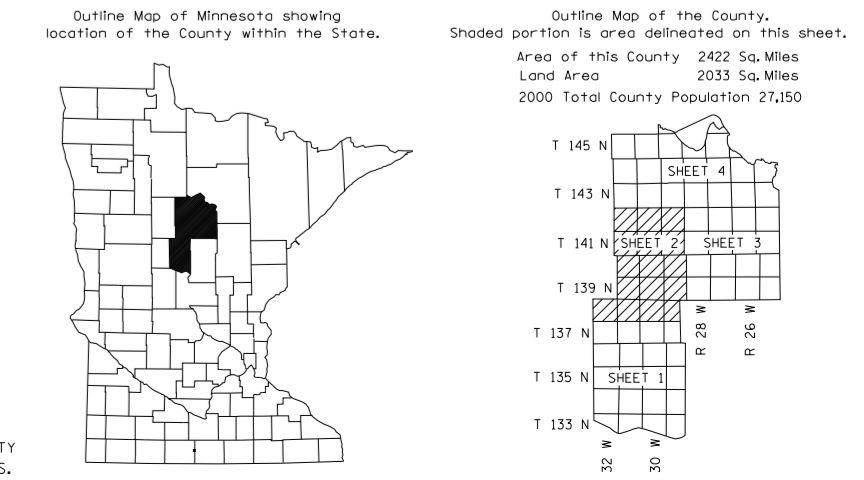 Outline Map of Minnesota showing
location of the County within the State.
TY
S.
Outline Map of the County.
Shaded portion is area delineated on this sheet.
Area of this County 2422 Sq. Miles
Land Area 2033 Sq. Miles
2000 Total County Population 27,150
T 145 N
SHEET 4
T 143 N
T 141 N
SHEET 2
SHEET 3
T 139 N
T 137 N
R 28 W
R 26 W
T 135 N
SHEET 1
T 133 N
32 W
30 W